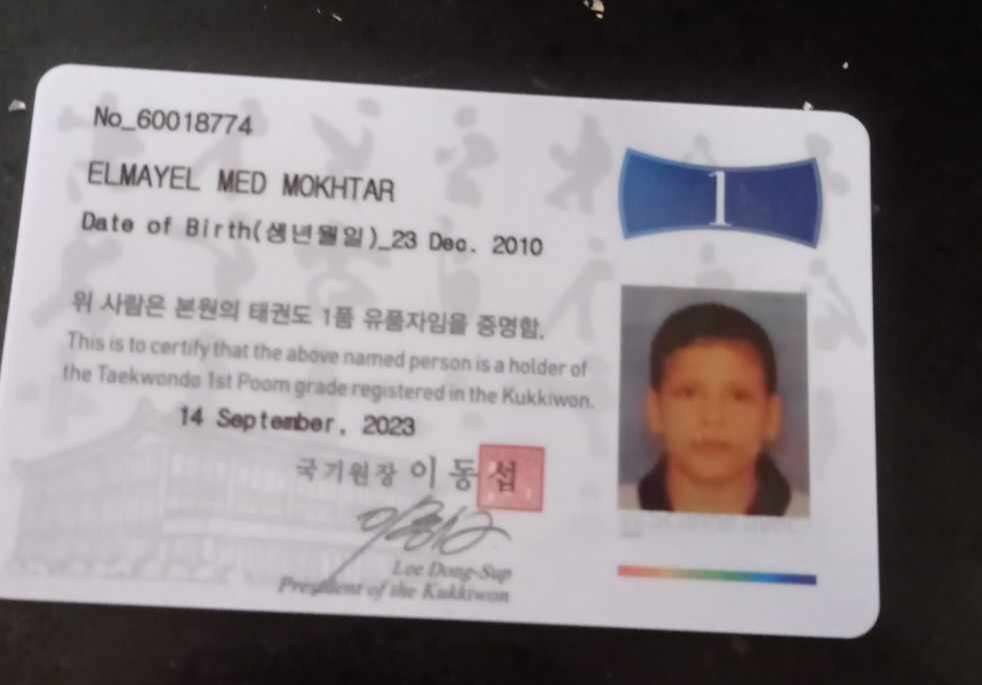 No_60018774
ELMAYEL MED MOKHTAR
1
Date of Birth(생년월일)_23 Dec. 2010
위 사람은 본원의 태권도 1품 유품자임을 증명함.
This is to certify that the above named person is a holder of
the Taekwondo 1st Poom grade registered in the Kukkiwon.
14 September, 2023
국기원장 이동섭
Lee Dong-Sup
President of the Kukkiwon